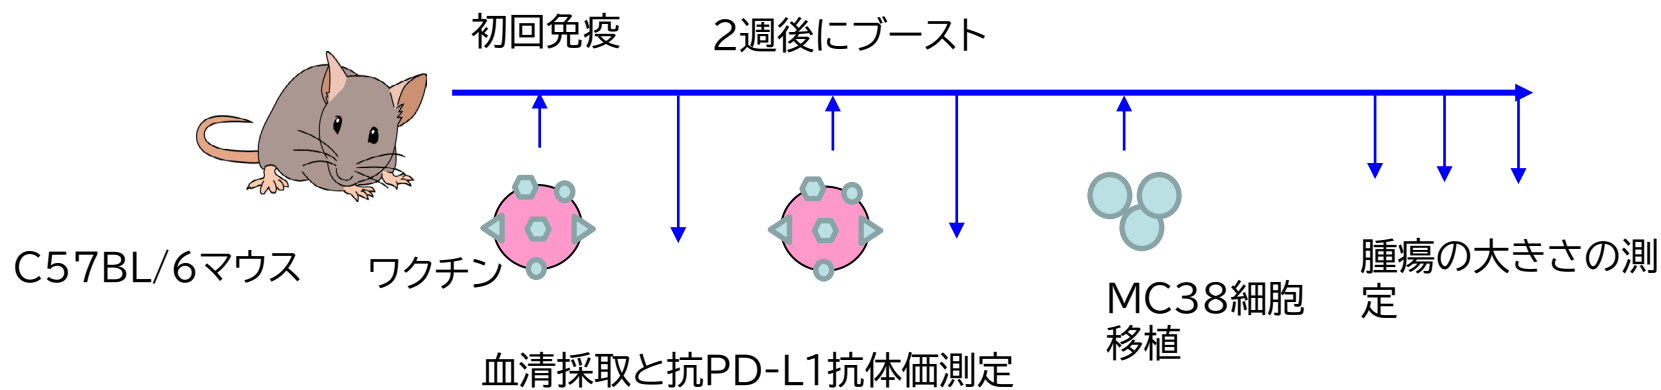 初回免疫
2週後にブースト
C57BL/6マウス
ワクチン
MC38細胞
移植
腫瘍の大きさの測
定
血清採取と抗PD-L1抗体価測定